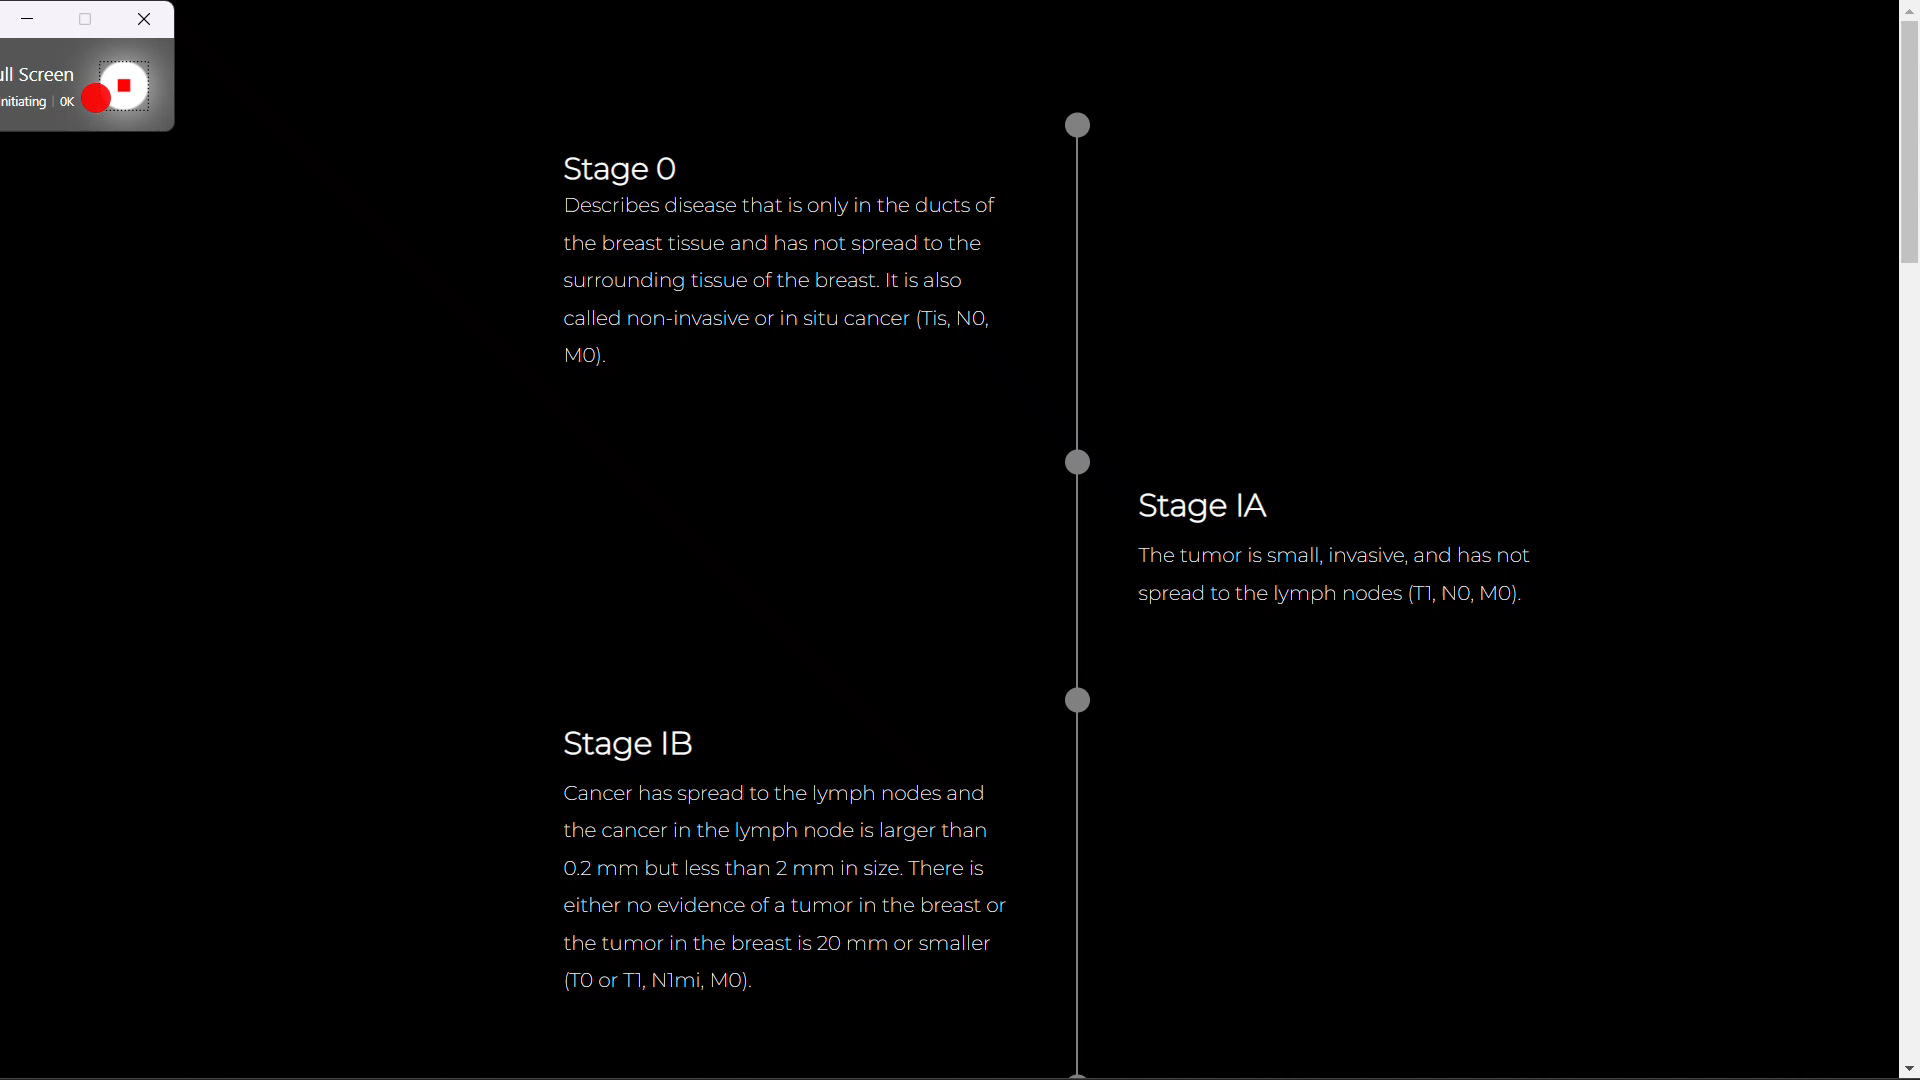 ull Screen
nitiating | 0K
Stage 0
Describes disease that is only in the ducts of
the breast tissue and has not spread to the
surrounding tissue of the breast. It is also
called non-invasive or in situ cancer (Tis, N0,
M0).
Stage IA
The tumor is small, invasive, and has not
spread to the lymph nodes (T1, N0, M0).
Stage IB
Cancer has spread to the lymph nodes and
the cancer in the lymph node is larger than
0.2 mm but less than 2 mm in size. There is
either no evidence of a tumor in the breast or
the tumor in the breast is 20 mm or smaller
(T0 or T1, N1mi, M0).